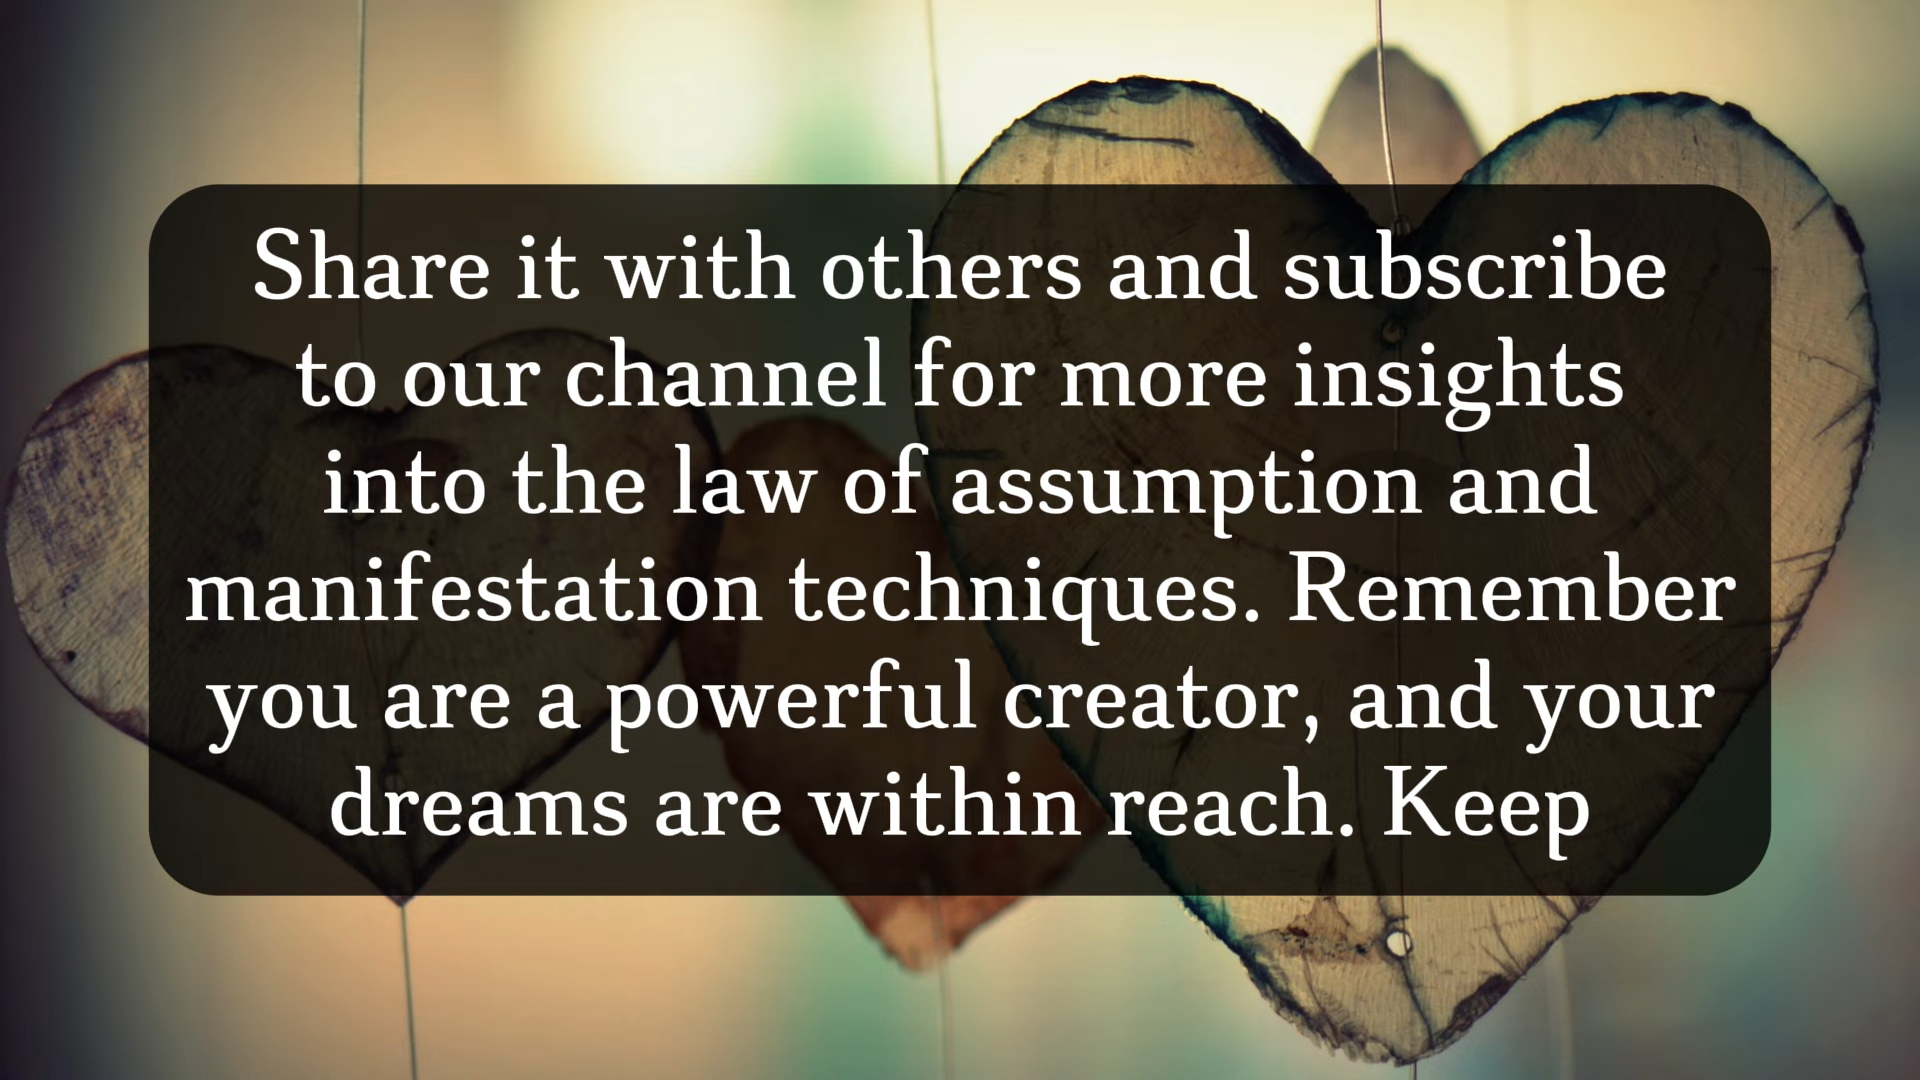 Share it with others and subscribe
to our channel for more insights
into the law of assumption and
manifestation techniques. Remember
you are a powerful creator, and your
dreams are within reach. Keep